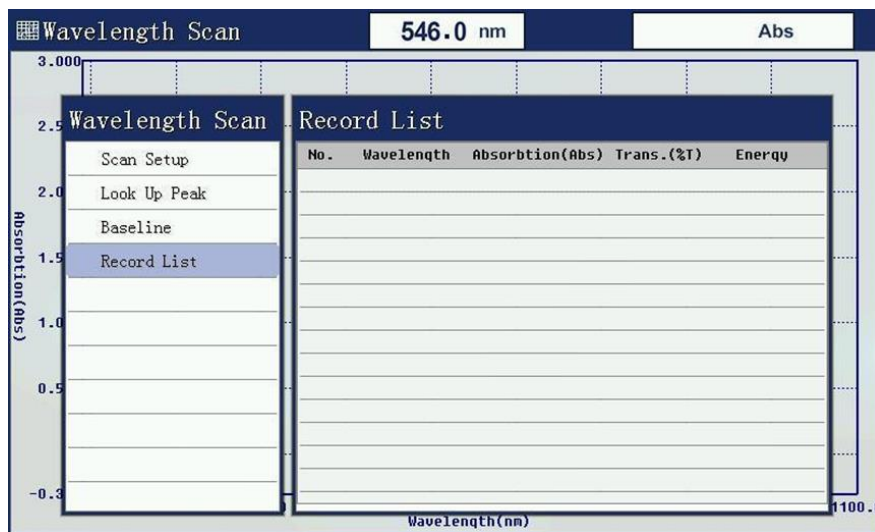 Wavelength Scan
546.0 nm
Abs
3.000
2.5
2.0
1.5
1.0
0.5
-0.3
Absorbtion(Abs)
Wavelength Scan
Scan Setup
Look Up Peak
Baseline
Record List
Record List
No. Wavelength Absorbtion(Abs) Trans.(%T) Energy
1100.
Wavelength(nm)